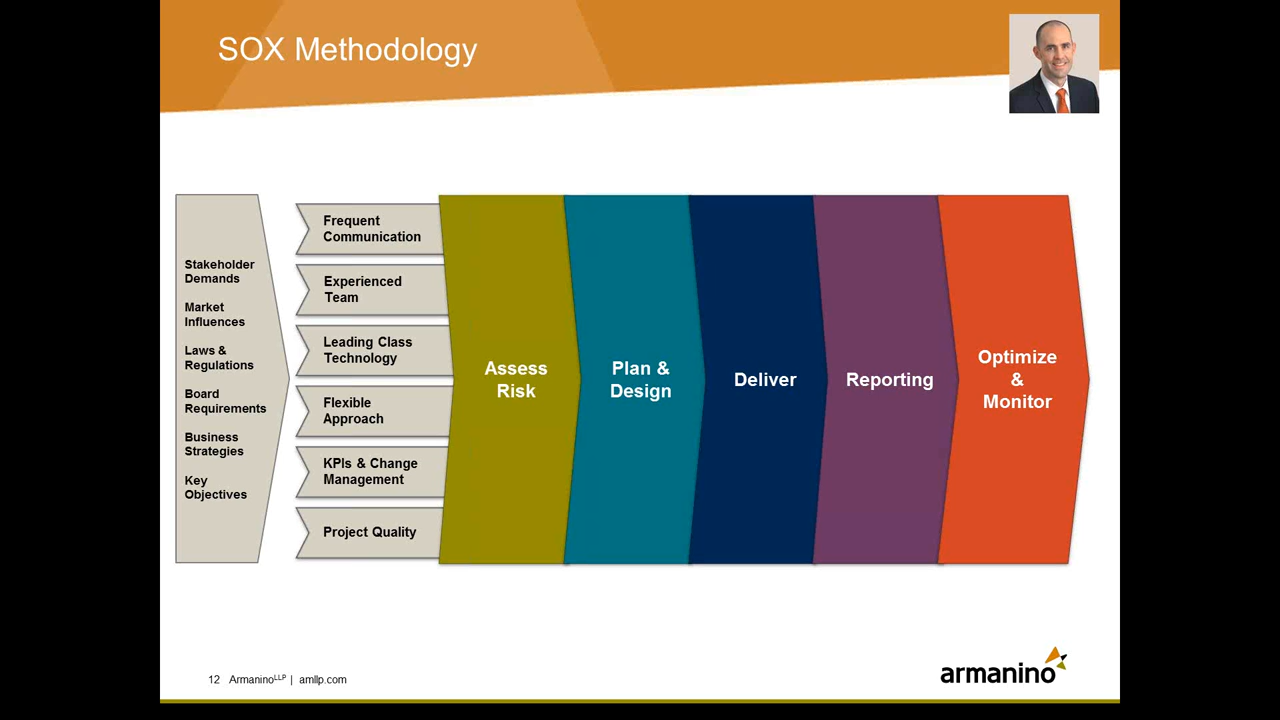 SOX Methodology
Stakeholder
Demands
Market
Influences
Laws &
Regulations
Board
Requirements
Business
Strategies
Key
Objectives
Frequent
Communication
Experienced
Team
Leading Class
Technology
Flexible
Approach
KPIs & Change
Management
Project Quality
Assess
Risk
Plan &
Design
Deliver
Reporting
Optimize
&
Monitor
12 ArmaninoLLP | amllp.com
armanino